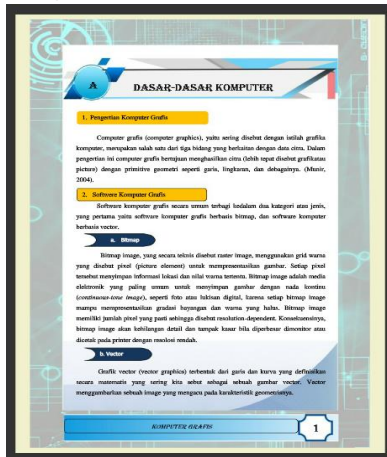 A
DASAR-DASAR KOMPUTER
1. Pengertian Komputer Grafis
Computer grafis (computer graphics), yaitu sering disebut dengan istilah grafika
komputer, merupakan salah satu dari tiga bidang yang berkaitan dengan data citra. Dalam
pengertian ini computer grafis bertujuan menghasilkan citra (lebih tepat disebut grafikatau
picture) dengan primitive geometri seperti garis, lingkaran, dan debagainya. (Munir,
2004).
2. Software Komputer Grafis
Software komputer grafis secara umum terbagi kedalam dua kategori atau jenis,
yang pertama yaitu software komputer grafis berbasis bitmap, dan software komputer
berbasis vector.
a. Bitmap
Bitmap image, yang secara teknis disebut raster image, menggunakan grid warna
yang disebut pixel (picture element) untuk mempresentasikan gambar. Setiap pixel
tersebut menyimpan informasi lokasi dan nilai warna tertentu. Bitmap image adalah media
elektronik yang paling umum untuk menyimpan gambar dengan nada kontinu
(continuous-tone image), seperti foto atau lukisan digital, karena setiap bitmap image
mampu mempresentasikan gradasi bayangan dan warna yang halus. Bitmap image
memiliki jumlah pixel yang pasti sehingga disebut resolution-dependent. Konsekuensinya,
bitmap image akan kehilangan detail dan tampak kasar bila diperbesar dimonitor atau
dicetak pada printer dengan resolusi rendah.
b. Vector
Grafik vector (vector graphics) terbentuk dari garis dan kurva yang definisikan
secara matematis yang sering kita sebut sebagai sebuah gambar vector. Vector
menggambarkan sebuah image yang mengacu pada karakteristik geometrisnya.
KOMPUTER GRAFIS
1